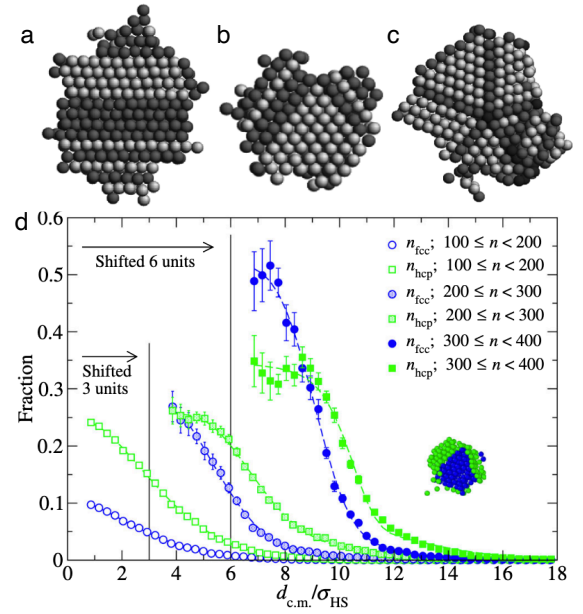 a b c
d
0.6
0.5
0.4
0.3
0.2
0.1
0
Fraction
Shifted 6 units
Shifted
3 units
n_fcc; 100 ≤ n < 200
n_hcp; 100 ≤ n < 200
n_fcc; 200 ≤ n < 300
n_hcp; 200 ≤ n < 300
n_fcc; 300 ≤ n < 400
n_hcp; 300 ≤ n < 400
0 2 4 6 8 10 12 14 16 18
d_c.m./σ_HS